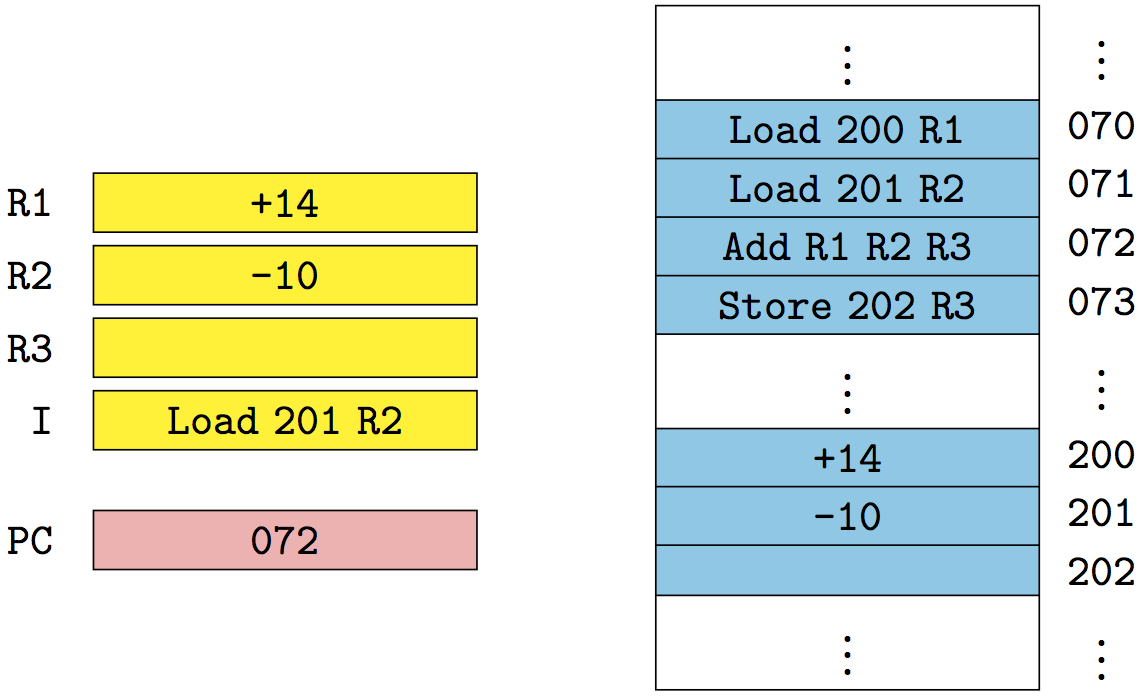 R1 +14
R2 -10
R3
I Load 201 R2
PC 072
⋮ ⋮
Load 200 R1 070
Load 201 R2 071
Add R1 R2 R3 072
Store 202 R3 073
⋮ ⋮
+14 200
-10 201
202
⋮ ⋮